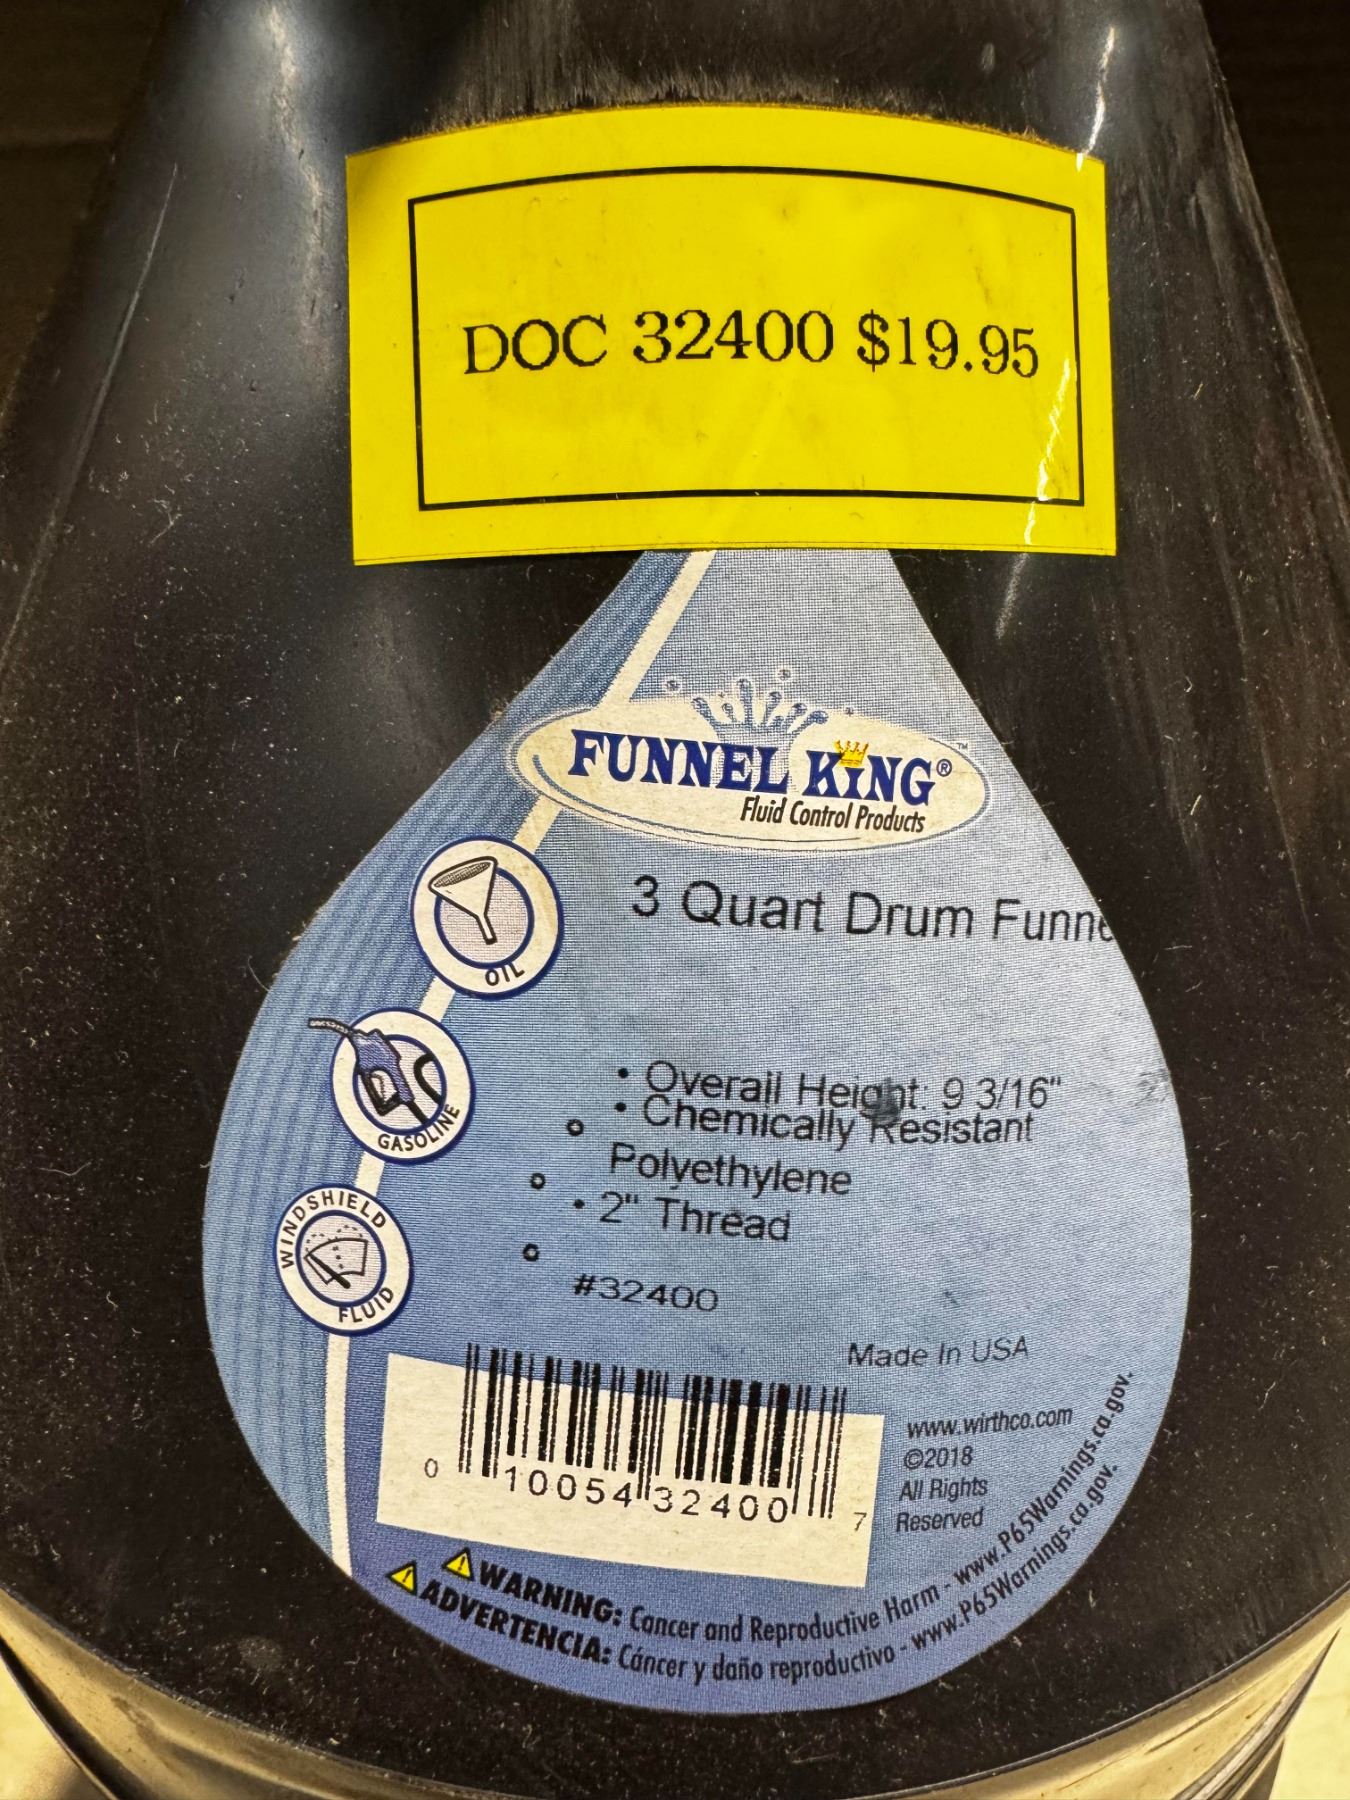 DOC 32400 $19.95
FUNNEL KiNG®
™
Fluid Control Products
3 Quart Drum Funne
OIL
GASOLINE
WINDSHIELD
FLUID
• Overall Height: 9 3/16"
• Chemically Resistant
Polyethylene
• 2" Thread
#32400
Made In USA
0 10054 32400 7
www.wirthco.com
©2018
All Rights
Reserved
WARNING: Cancer and Reproductive Harm - www.P65Warnings.ca.gov.
ADVERTENCIA: Cáncer y daño reproductivo - www.P65Warnings.ca.gov.